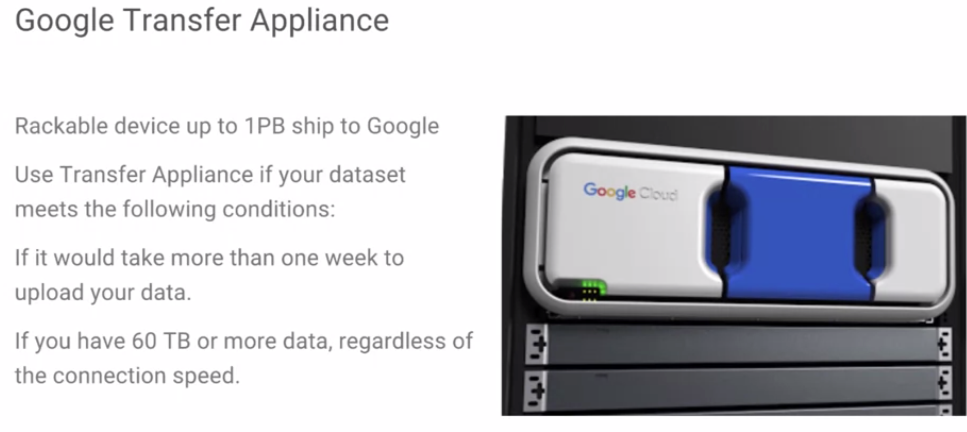 Google Transfer Appliance
Rackable device up to 1PB ship to Google
Use Transfer Appliance if your dataset
meets the following conditions:
If it would take more than one week to
upload your data.
If you have 60 TB or more data, regardless of
the connection speed.
Google Cloud